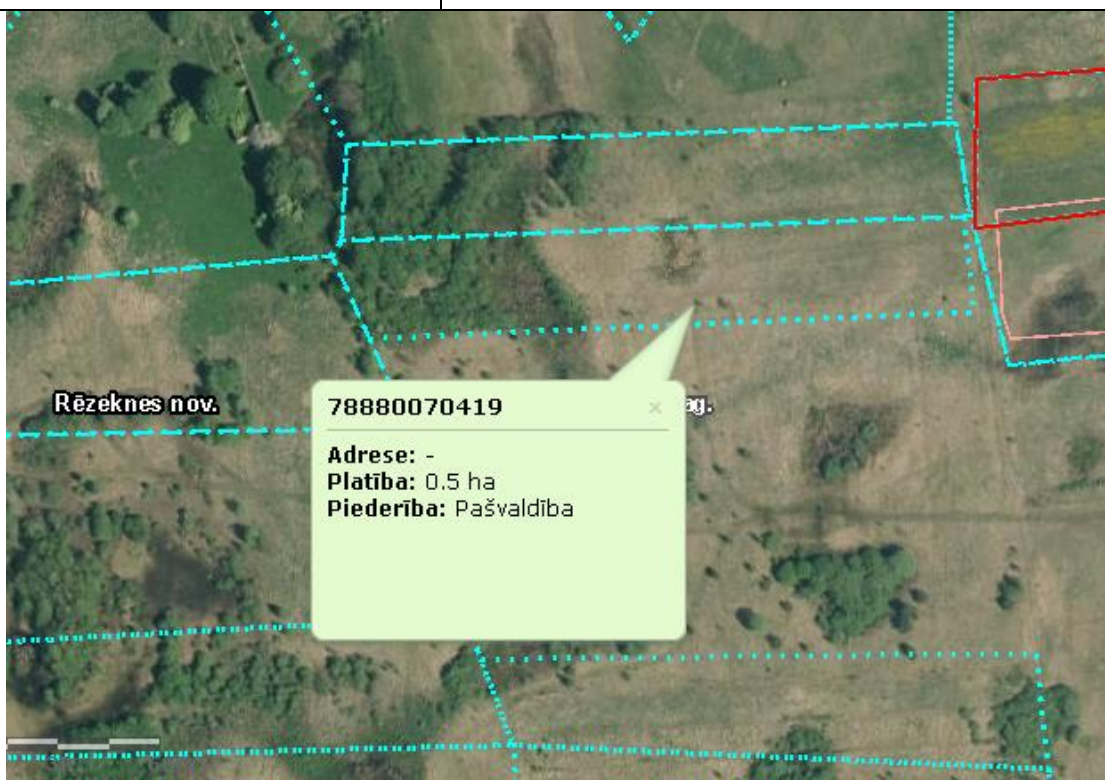 Rēzeknes nov.
78880070419 ×
Adrese: -
Platība: 0.5 ha
Piederība: Pašvaldība